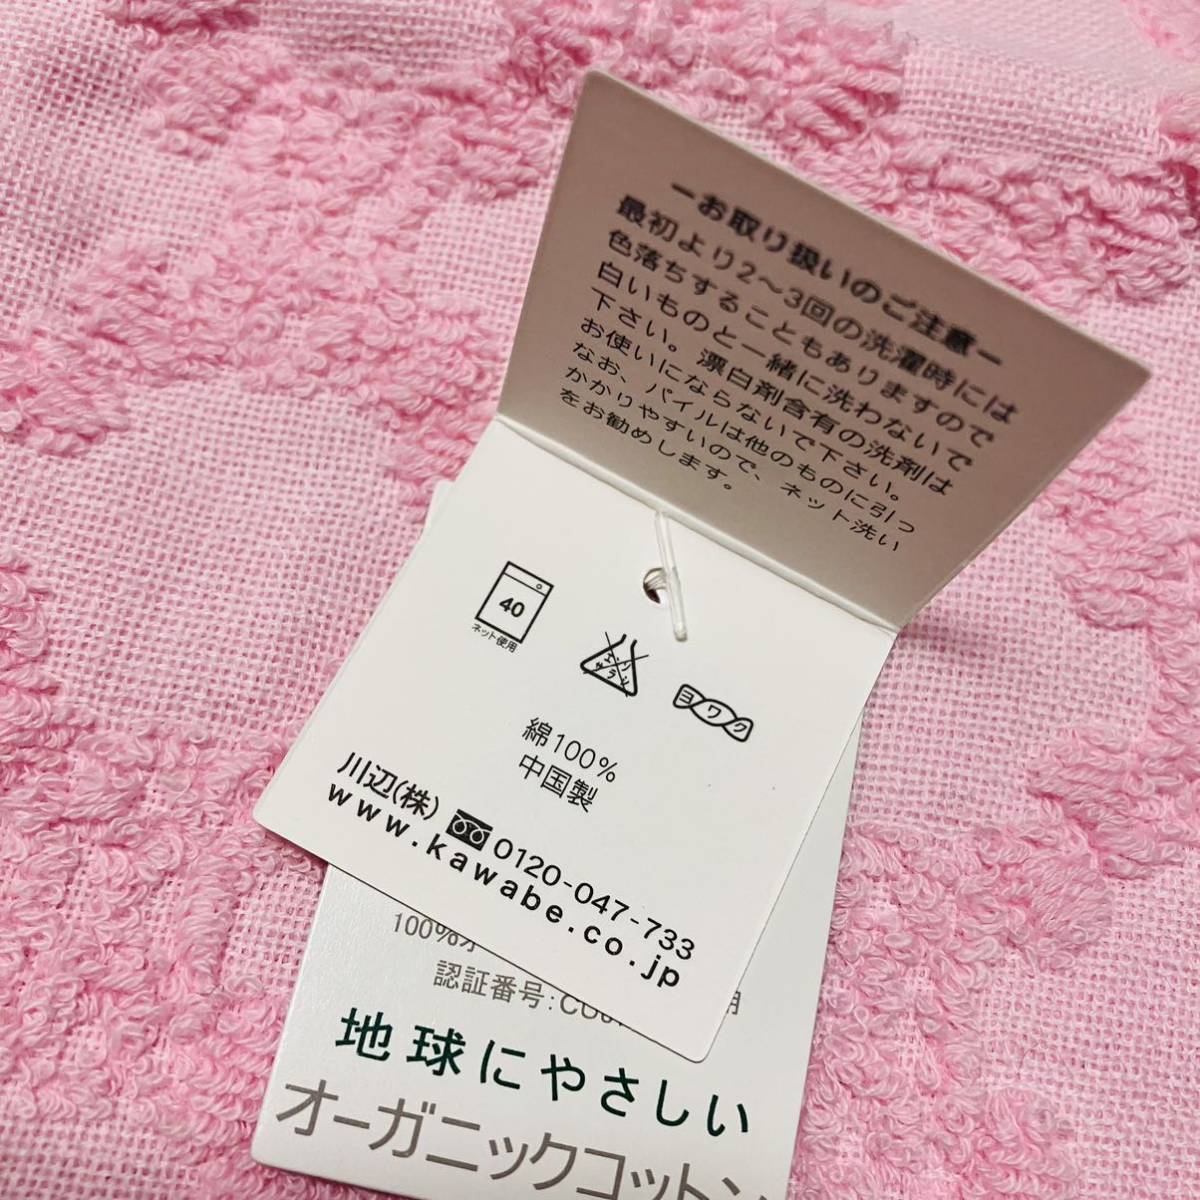 ーお取り扱いのご注意ー
最初より2～3回の洗濯時には
色落ちすることもありますので
白いものと一緒に洗わないで
下さい。漂白剤含有の洗剤は
お使いにならないで下さい。
なお、パイルは他のものに引っ
かかりやすいので、ネット洗い
をお勧めします。
40
ネット使用
エンソ
サラシ
ヨワク
綿100%
中国製
川辺(株) 0120-047-733
www.kawabe.co.jp
100%
認証番号:CU
地球にやさしい
オーガニックコットン